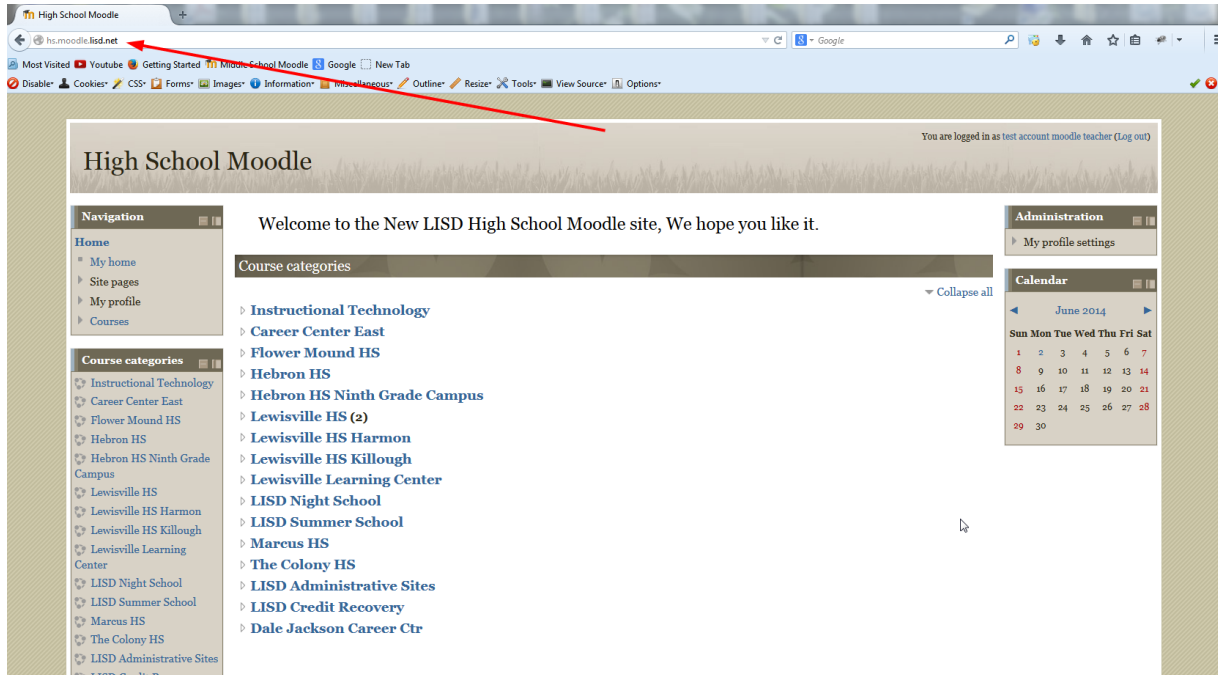 High School Moodle
hs.moodle.lisd.net
Google
Most Visited Youtube Getting Started Middle School Moodle Google New Tab
Disable Cookies CSS Forms Images Information Miscellaneous Outline Resize Tools View Source Options
You are logged in as test account moodle teacher (Log out)
High School Moodle
Navigation
Home
My home
Site pages
My profile
Courses
Course categories
Instructional Technology
Career Center East
Flower Mound HS
Hebron HS
Hebron HS Ninth Grade
Campus
Lewisville HS
Lewisville HS Harmon
Lewisville HS Killough
Lewisville Learning
Center
LISD Night School
LISD Summer School
Marcus HS
The Colony HS
LISD Administrative Sites
Welcome to the New LISD High School Moodle site, We hope you like it.
Course categories
Collapse all
Instructional Technology
Career Center East
Flower Mound HS
Hebron HS
Hebron HS Ninth Grade Campus
Lewisville HS (2)
Lewisville HS Harmon
Lewisville HS Killough
Lewisville Learning Center
LISD Night School
LISD Summer School
Marcus HS
The Colony HS
LISD Administrative Sites
LISD Credit Recovery
Dale Jackson Career Ctr
Administration
My profile settings
Calendar
June 2014
Sun Mon Tue Wed Thu Fri Sat
1 2 3 4 5 6 7
8 9 10 11 12 13 14
15 16 17 18 19 20 21
22 23 24 25 26 27 28
29 30